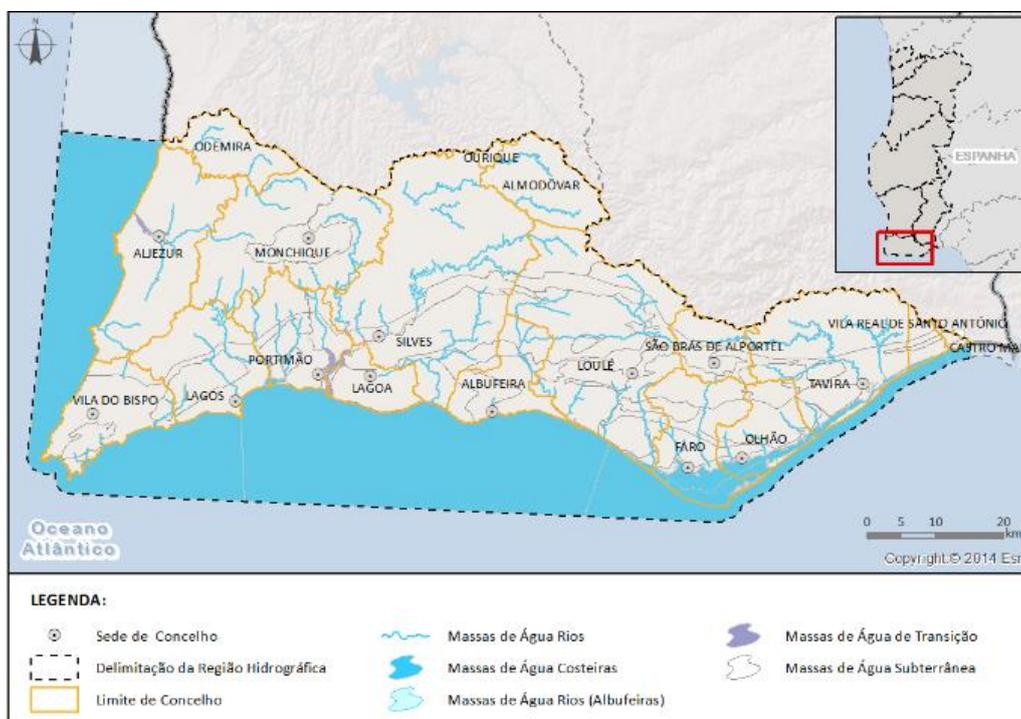 N
ODEMIRA
OURIQUE
ALMODÔVAR
ESPANHA
ALJEZUR
MONCHIQUE
SILVES
VILA REAL DE SANTO ANTÓNIO
SÃO BRÁS DE ALPORTEL
CASTRO MA
PORTIMÃO
LOULÉ
LAGOA
ALBUFEIRA
TAVIRA
VILA DO BISPO
LAGOS
OLHÃO
FARO
Oceano
Atlântico
0 5 10 20
km
Copyright:© 2014 Esr
LEGENDA:
Sede de Concelho
Massas de Água Rios
Massas de Água de Transição
Delimitação da Região Hidrográfica
Massas de Água Costeiras
Massas de Água Subterrânea
Limite de Concelho
Massas de Água Rios (Albufeiras)